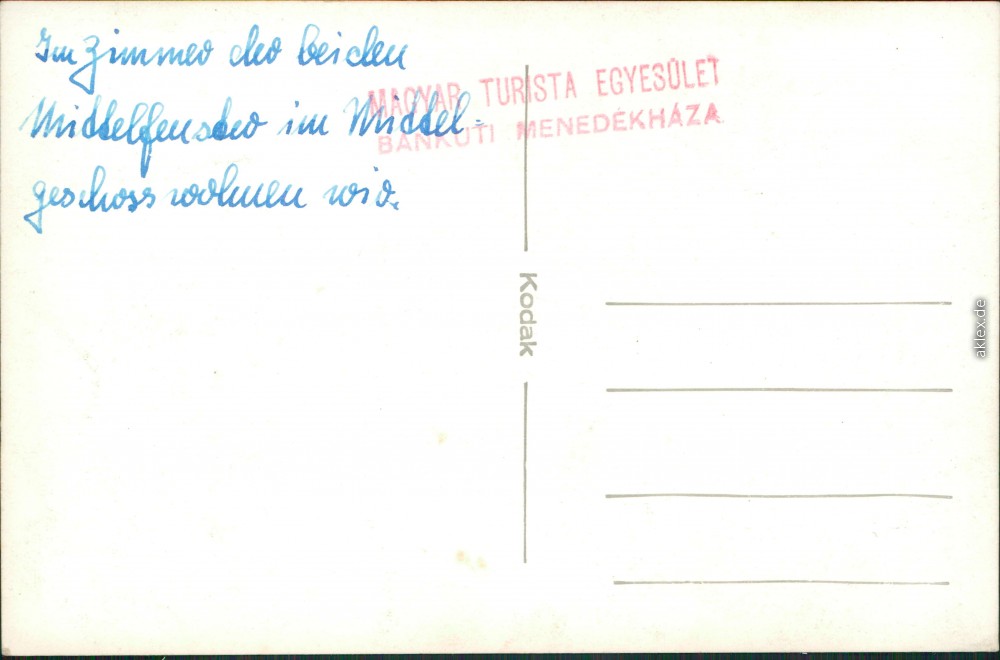 Im Zimmer der beiden
Mittelfenster im Mittel-
geschoss wohnen wir.
MAGYAR TURISTA EGYESÜLET
BÁNKÚTI MENEDÉKHÁZA
Kodak
aklex.de